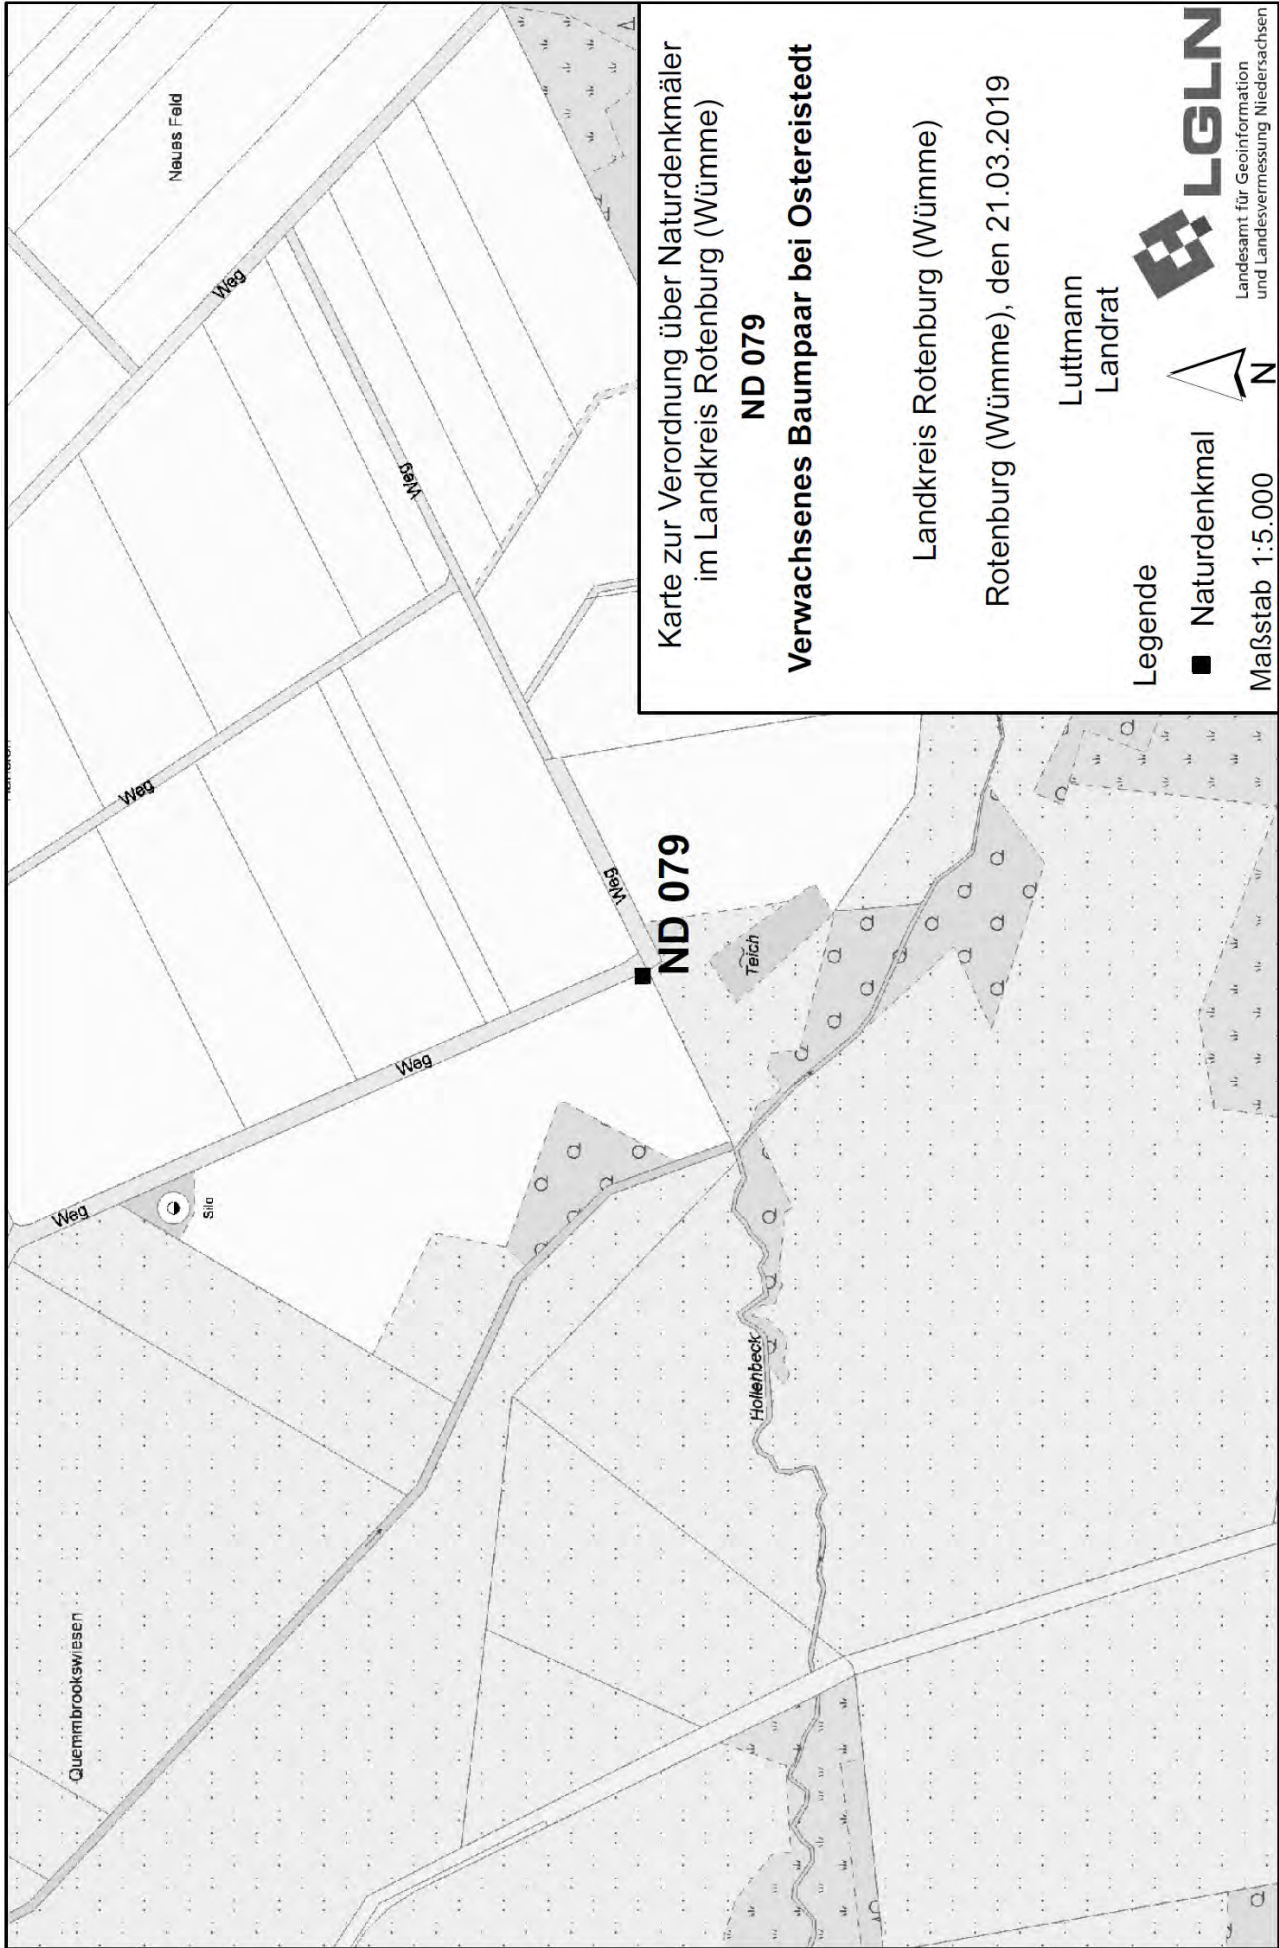 Karte zur Verordnung über Naturdenkmäler
im Landkreis Rotenburg (Wümme)
ND 079
Verwachsenes Baumpaar bei Ostereistedt
Landkreis Rotenburg (Wümme)
Rotenburg (Wümme), den 21.03.2019
Luttmann
Landrat
Legende
Naturdenkmal
Maßstab 1:5.000
N
LGLN
Landesamt für Geoinformation
und Landesvermessung Niedersachsen
Quemmbrookswiesen
Weg
Silo
Weg
Weg
Weg
Neues Feld
Weg
Weg
ND 079
Teich
Hollenbeck